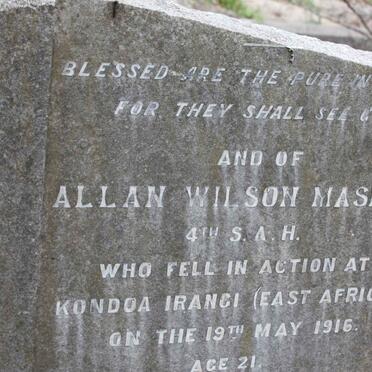 BLESSED ARE THE PURE IN
FOR THEY SHALL SEE G
AND OF
ALLAN WILSON MAS
4TH S.A.H.
WHO FELL IN ACTION AT
KONDOA IRANGI (EAST AFRIC
ON THE 19TH MAY 1916.
AGE 21.